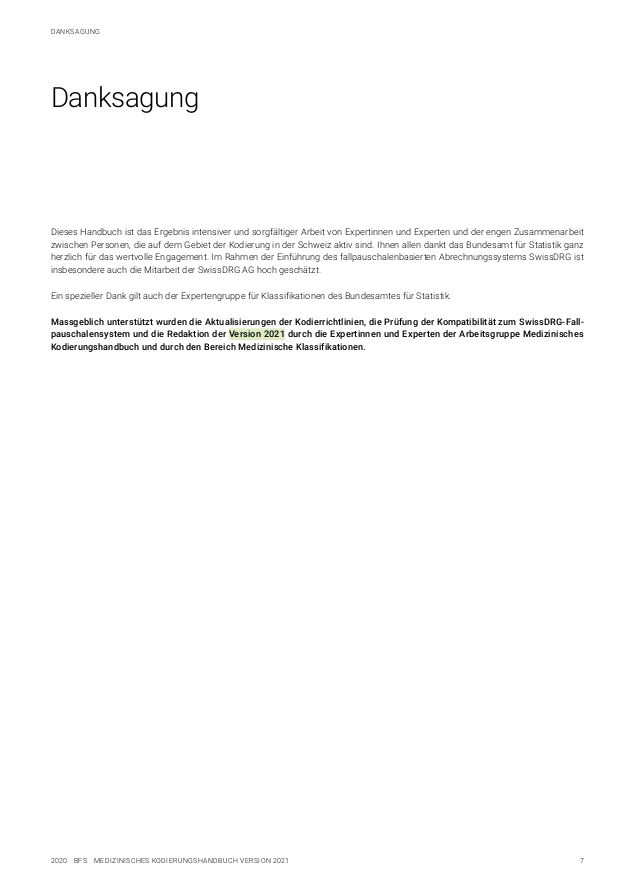 DANKSAGUNG
Danksagung
Dieses Handbuch ist das Ergebnis intensiver und sorgfältiger Arbeit von Expertinnen und Experten und der engen Zusammenarbeit
zwischen Personen, die auf dem Gebiet der Kodierung in der Schweiz aktiv sind. Ihnen allen dankt das Bundesamt für Statistik ganz
herzlich für das wertvolle Engagement. Im Rahmen der Einführung des fallpauschalenbasierten Abrechnungssystems SwissDRG ist
insbesondere auch die Mitarbeit der SwissDRG AG hoch geschätzt.
Ein spezieller Dank gilt auch der Expertengruppe für Klassifikationen des Bundesamtes für Statistik.
Massgeblich unterstützt wurden die Aktualisierungen der Kodierrichtlinien, die Prüfung der Kompatibilität zum SwissDRG-Fall-
pauschalensystem und die Redaktion der Version 2021 durch die Expertinnen und Experten der Arbeitsgruppe Medizinisches
Kodierungshandbuch und durch den Bereich Medizinische Klassifikationen.
2020 BFS MEDIZINISCHES KODIERUNGSHANDBUCH VERSION 2021 7